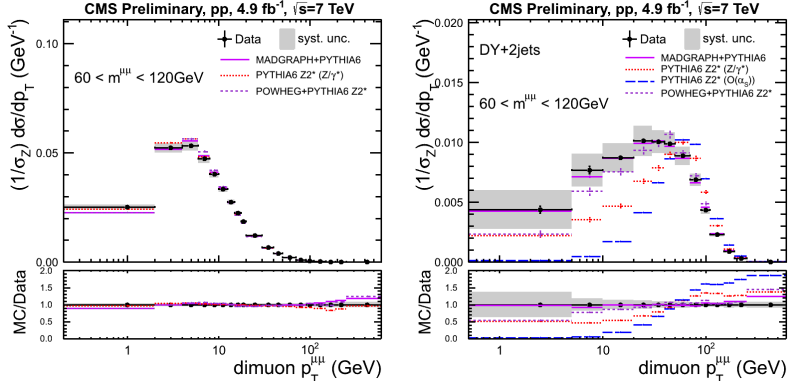 CMS Preliminary, pp, 4.9 fb⁻¹, √s=7 TeV
(1/σ_Z) dσ/dp_T (GeV⁻¹)
0.10
0.05
0.00
Data
syst. unc.
MADGRAPH+PYTHIA6
PYTHIA6 Z2* (Z/γ*)
POWHEG+PYTHIA6 Z2*
60 < m^μμ < 120GeV
MC/Data
2.0
1.5
1.0
0.5
0.0
1
10
10²
dimuon p_T^μμ (GeV)
CMS Preliminary, pp, 4.9 fb⁻¹, √s=7 TeV
(1/σ_Z) dσ/dp_T (GeV⁻¹)
0.020
0.015
0.010
0.005
0.000
DY+2jets
Data
syst. unc.
MADGRAPH+PYTHIA6
PYTHIA6 Z2* (Z/γ*)
PYTHIA6 Z2* (O(α_S))
POWHEG+PYTHIA6 Z2*
60 < m^μμ < 120GeV
MC/Data
2.0
1.5
1.0
0.5
0.0
1
10
10²
dimuon p_T^μμ (GeV)